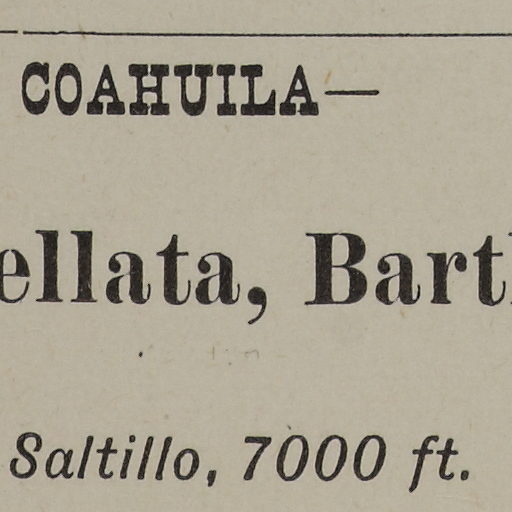 COAHUILA—
ellata, Bart
Saltillo, 7000 ft.